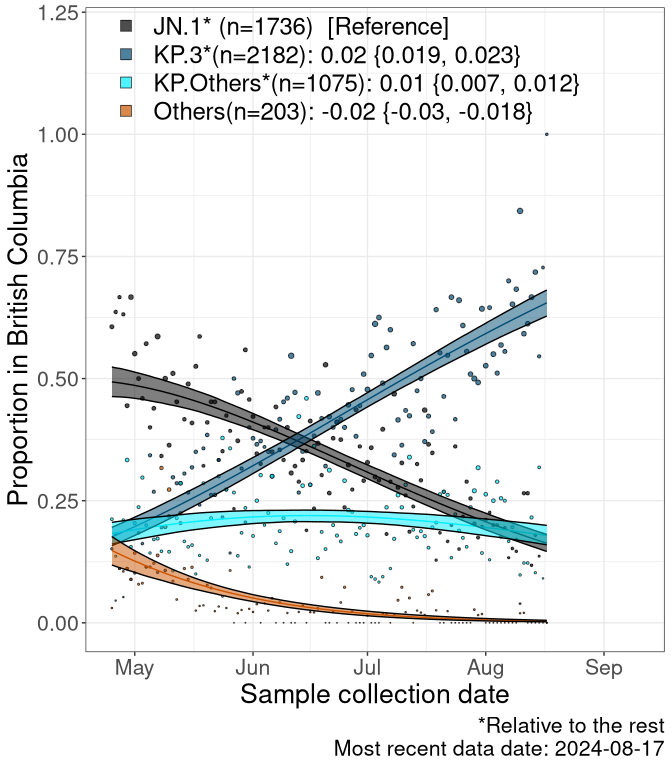 JN.1* (n=1736)  [Reference]
KP.3*(n=2182): 0.02 {0.019, 0.023}
KP.Others*(n=1075): 0.01 {0.007, 0.012}
Others(n=203): -0.02 {-0.03, -0.018}
Proportion in British Columbia
1.25
1.00
0.75
0.50
0.25
0.00
May Jun Jul Aug Sep
Sample collection date
*Relative to the rest
Most recent data date: 2024-08-17